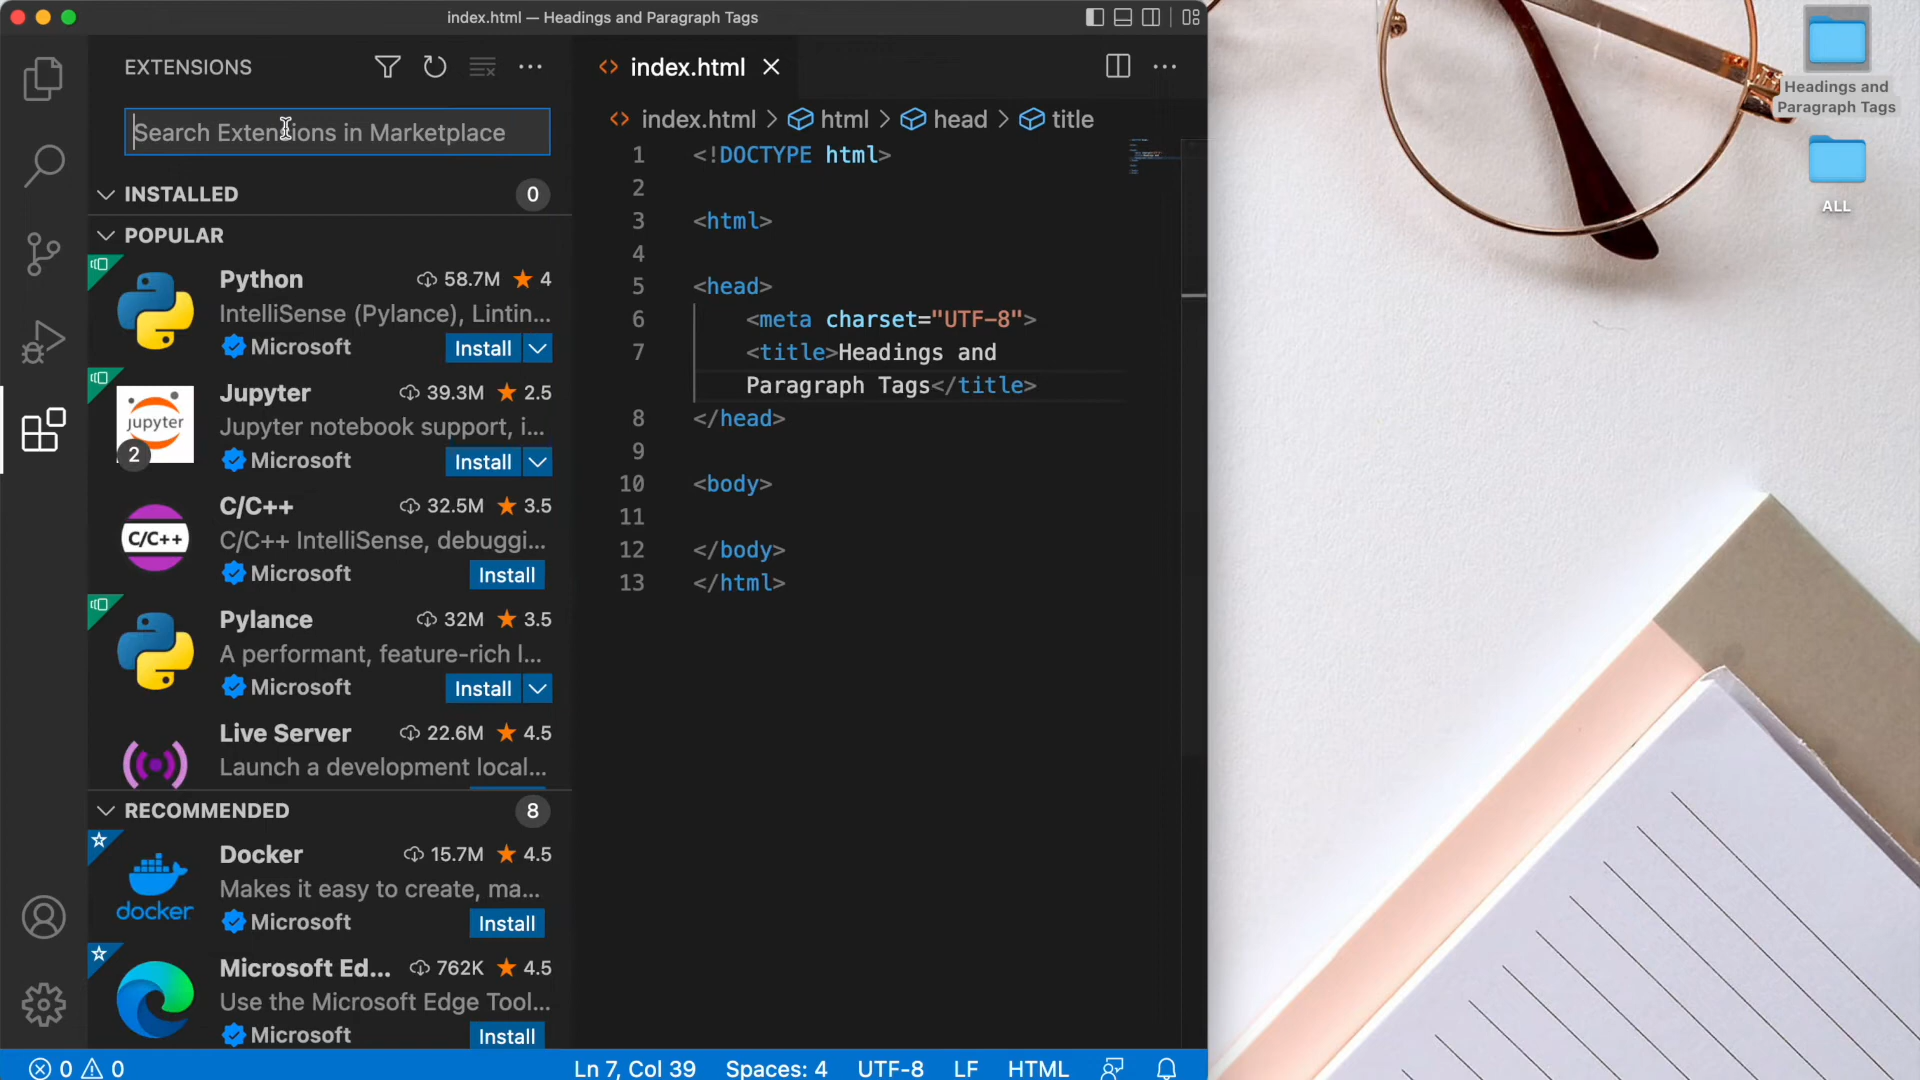 index.html — Headings and Paragraph Tags
EXTENSIONS
Search Extensions in Marketplace
INSTALLED 0
POPULAR
Python 58.7M ★ 4
IntelliSense (Pylance), Lintin...
Microsoft Install
jupyter
2
Jupyter 39.3M ★ 2.5
Jupyter notebook support, i...
Microsoft Install
C/C++
C/C++ 32.5M ★ 3.5
C/C++ IntelliSense, debuggi...
Microsoft Install
Pylance 32M ★ 3.5
A performant, feature-rich l...
Microsoft Install
Live Server 22.6M ★ 4.5
Launch a development local...
RECOMMENDED 8
docker
Docker 15.7M ★ 4.5
Makes it easy to create, ma...
Microsoft Install
Microsoft Ed... 762K ★ 4.5
Use the Microsoft Edge Tool...
Microsoft Install
index.html
index.html > html > head > title
1 <!DOCTYPE html>
2
3 <html>
4
5 <head>
6 <meta charset="UTF-8">
7 <title>Headings and
Paragraph Tags</title>
8 </head>
9
10 <body>
11
12 </body>
13 </html>
0 0 Ln 7, Col 39 Spaces: 4 UTF-8 LF HTML
Headings and
Paragraph Tags
ALL